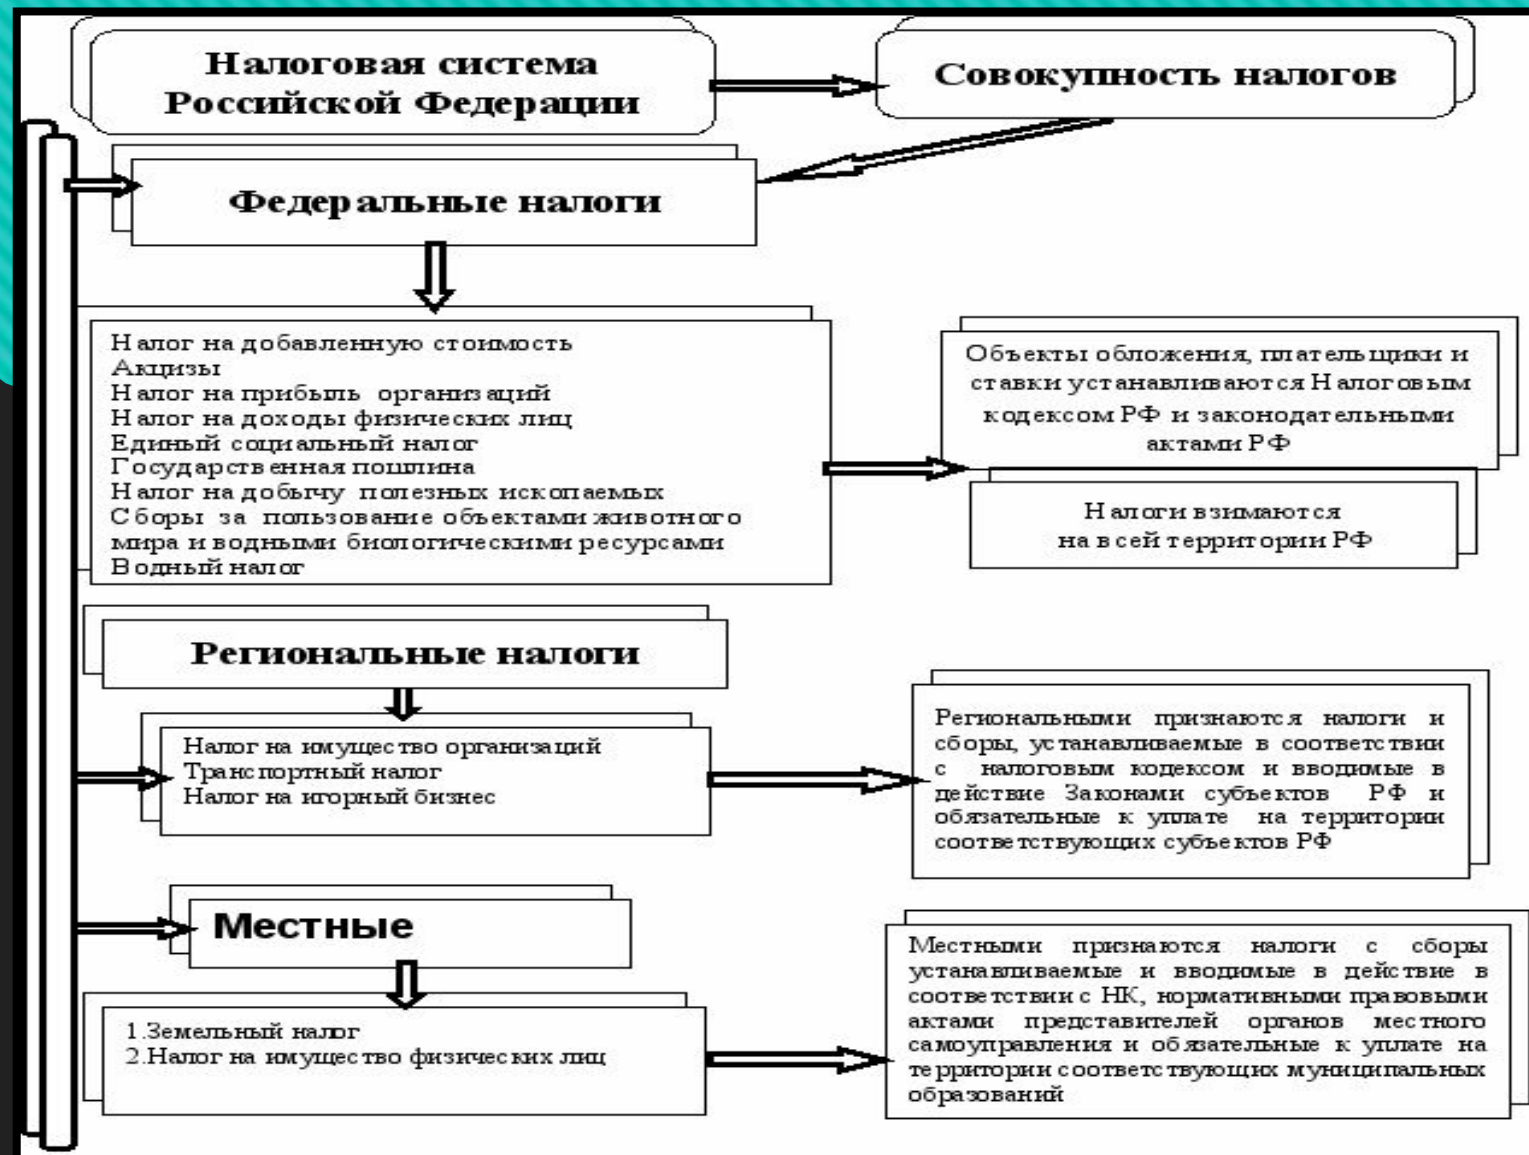 Налоговая система
Российской Федерации
Совокупность налогов
Федеральные налоги
Налог на добавленную стоимость
Акцизы
Налог на прибыль организаций
Налог на доходы физических лиц
Единый социальный налог
Государственная пошлина
Налог на добычу полезных ископаемых
Сборы за пользование объектами животного
мира и водными биологическими ресурсами
Водный налог
Объекты обложения, плательщики и
ставки устанавливаются Налоговым
кодексом РФ и законодательными
актами РФ
Налоги взимаются
на всей территории РФ
Региональные налоги
Налог на имущество организаций
Транспортный налог
Налог на игорный бизнес
Региональными признаются налоги и
сборы, устанавливаемые в соответствии
с налоговым кодексом и вводимые в
действие Законами субъектов РФ и
обязательные к уплате на территории
соответствующих субъектов РФ
Местные
1.Земельный налог
2.Налог на имущество физических лиц
Местными признаются налоги с сборы
устанавливаемые и вводимые в действие в
соответствии с НК, нормативными правовыми
актами представителей органов местного
самоуправления и обязательные к уплате на
территории соответствующих муниципальных
образований